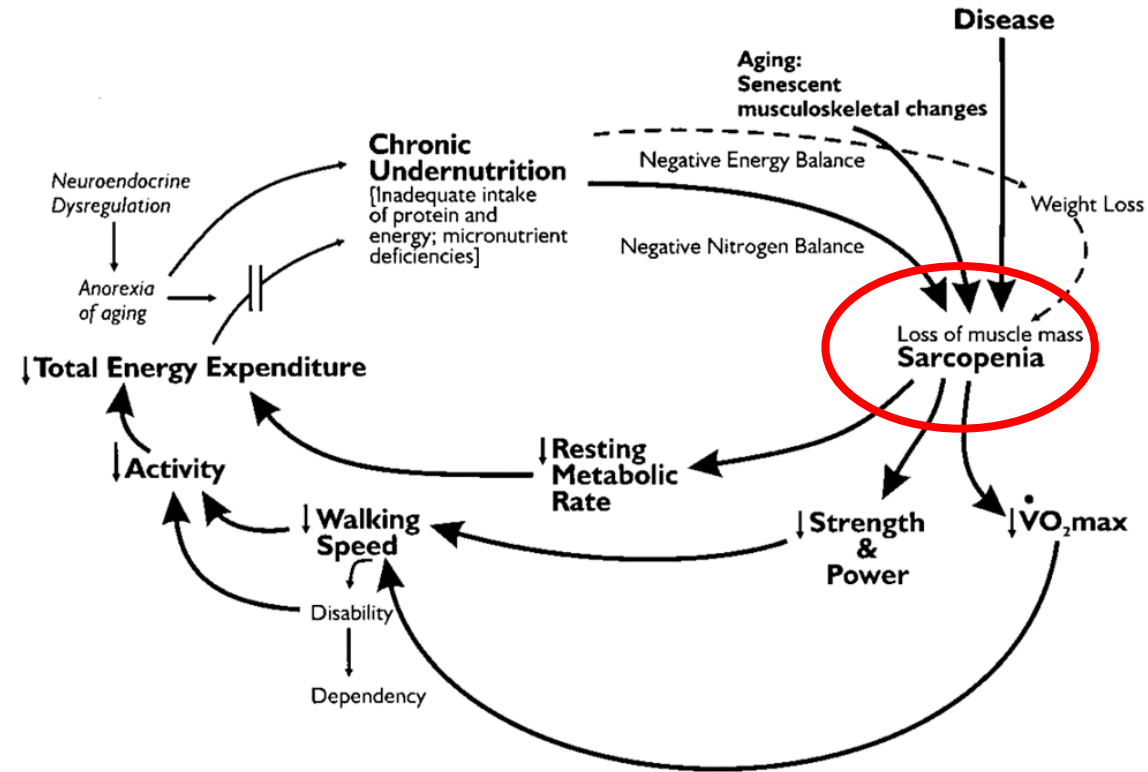 Disease
Aging:
Senescent
musculoskeletal changes
Chronic
Undernutrition
[Inadequate intake
of protein and
energy; micronutrient
deficiencies]
Negative Energy Balance
Neuroendocrine
Dysregulation
Weight Loss
Negative Nitrogen Balance
Anorexia
of aging
Loss of muscle mass
Sarcopenia
↓Total Energy Expenditure
↓Resting
Metabolic
Rate
↓Activity
↓Walking
Speed
↓Strength
&
Power
↓V̇O₂max
Disability
Dependency